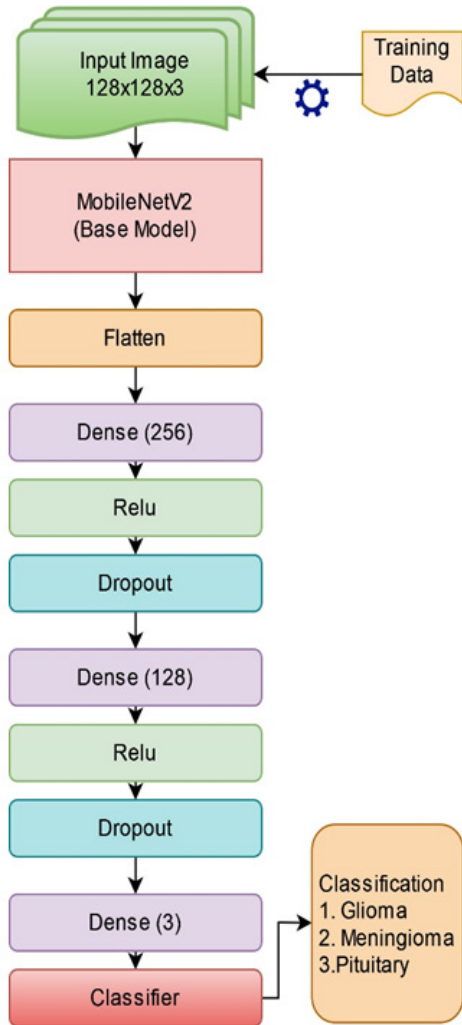 Input Image
128x128x3
Training
Data
MobileNetV2
(Base Model)
Flatten
Dense (256)
Relu
Dropout
Dense (128)
Relu
Dropout
Dense (3)
Classifier
Classification
1. Glioma
2. Meningioma
3.Pituitary